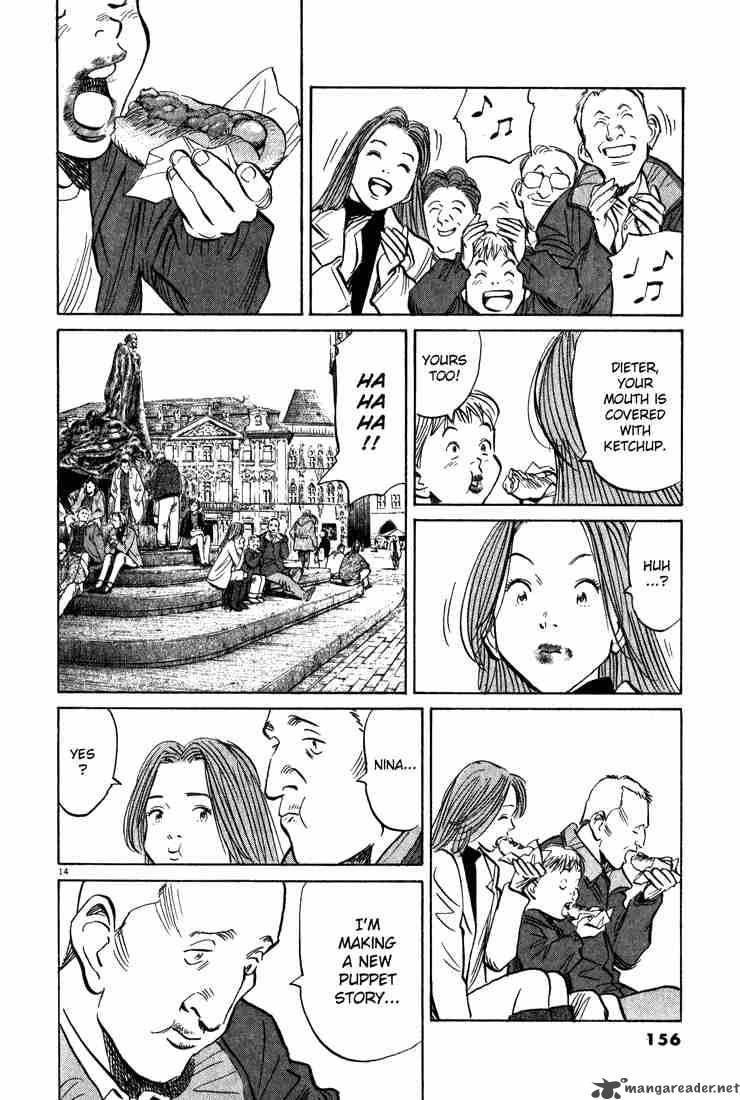 DIETER,
YOUR
MOUTH IS
COVERED
WITH
KETCHUP.
YOURS
TOO!
HUH
...?
HA
HA
HA
!!
NINA...
YES
?
I'M
MAKING
A NEW
PUPPET
STORY...
14
156
mangareader.net